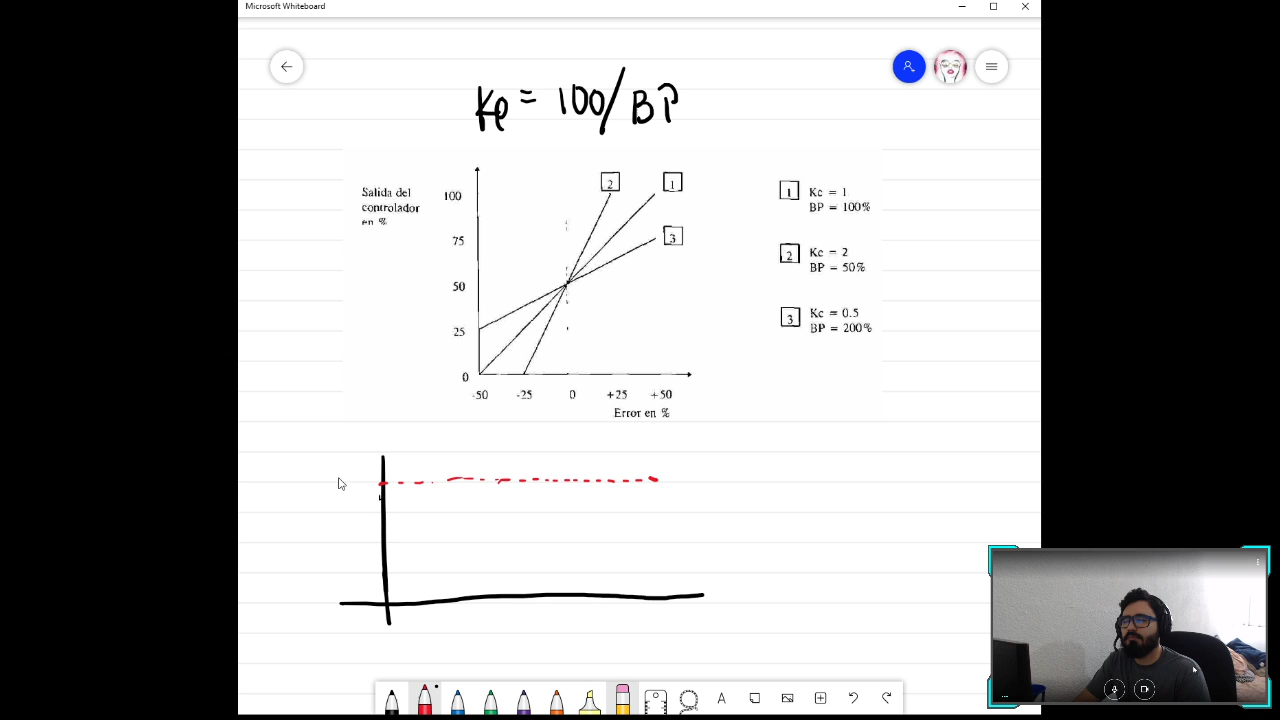 Microsoft Whiteboard
Kc = 100/BP
Salida del
controlador
en %
100
75
50
25
0
-50
-25
0
+25
+50
Error en %
2
1
3
1
Kc = 1
BP = 100%
2
Kc = 2
BP = 50%
3
Kc = 0.5
BP = 200%
A